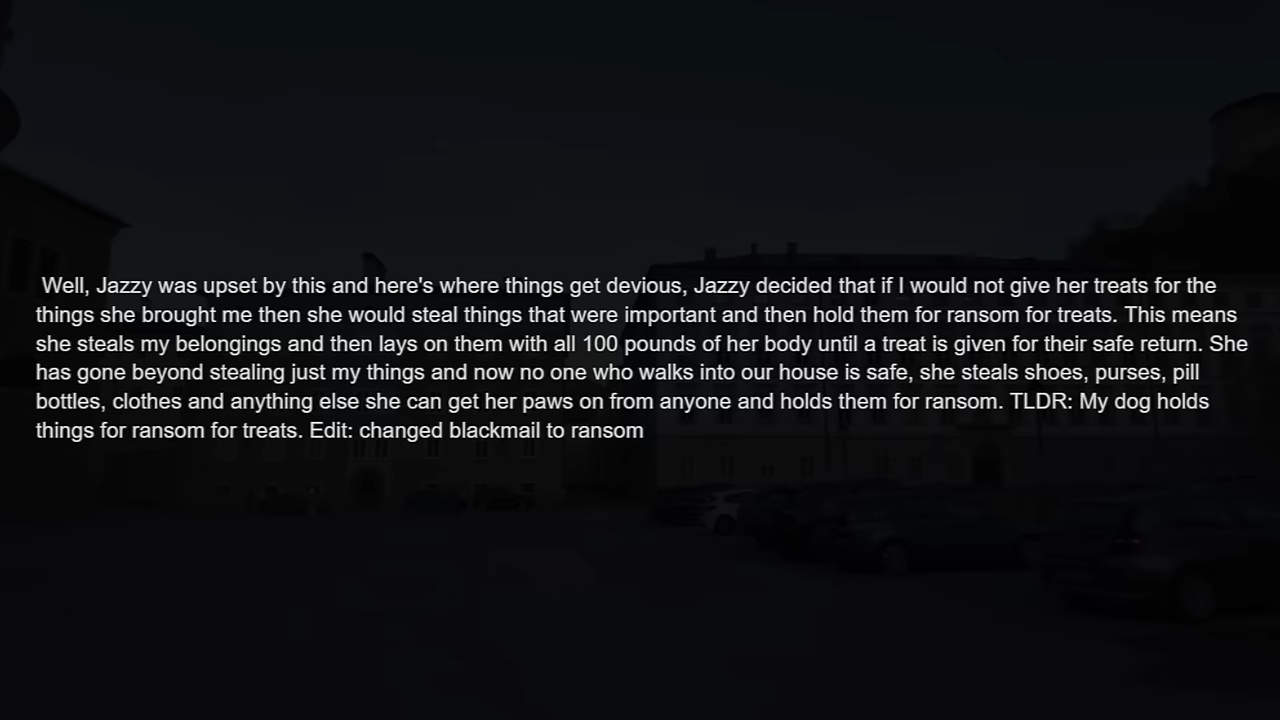 Well, Jazzy was upset by this and here's where things get devious, Jazzy decided that if I would not give her treats for the
things she brought me then she would steal things that were important and then hold them for ransom for treats. This means
she steals my belongings and then lays on them with all 100 pounds of her body until a treat is given for their safe return. She
has gone beyond stealing just my things and now no one who walks into our house is safe, she steals shoes, purses, pill
bottles, clothes and anything else she can get her paws on from anyone and holds them for ransom. TLDR: My dog holds
things for ransom for treats. Edit: changed blackmail to ransom